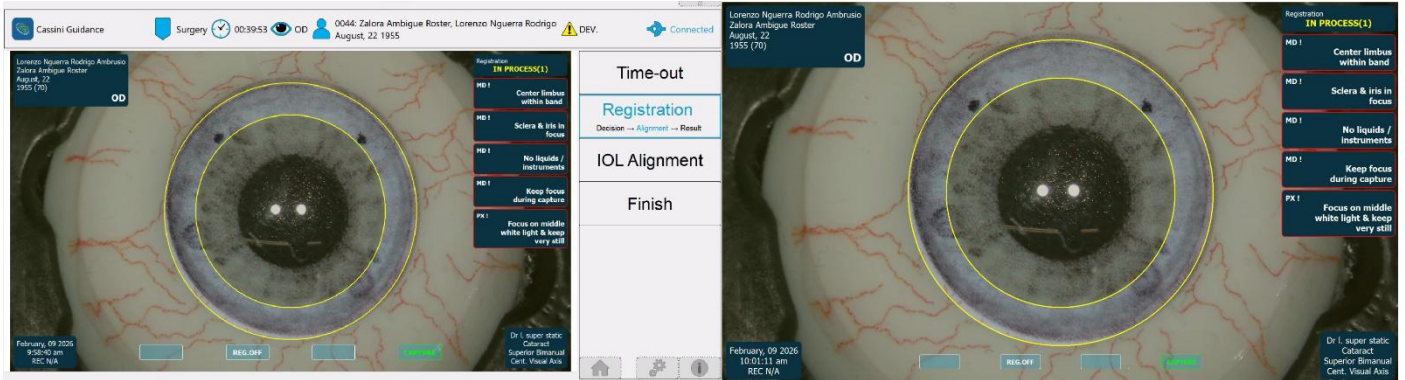 Cassini Guidance
Surgery
00:39:53
OD
0044: Zalora Ambigue Roster, Lorenzo Nguerra Rodrigo
August, 22 1955
DEV.
Connected
Lorenzo Nguerra Rodrigo Ambrusio
Zalora Ambigue Roster
August, 22
1955 (70)
OD
Registration
IN PROCESS(1)
MD !
Center limbus
within band
MD !
Sclera & iris in
focus
MD !
No liquids /
instruments
MD !
Keep focus
during capture
PX !
Focus on middle
white light & keep
very still
February, 09 2026
9:58:40 am
REC N/A
REG.OFF
CAPTURE
Dr l. super static
Cataract
Superior Bimanual
Cent. Visual Axis
Time-out
Registration
Decision → Alignment → Result
IOL Alignment
Finish
Lorenzo Nguerra Rodrigo Ambrusio
Zalora Ambigue Roster
August, 22
1955 (70)
OD
Registration
IN PROCESS(1)
MD !
Center limbus
within band
MD !
Sclera & iris in
focus
MD !
No liquids /
instruments
MD !
Keep focus
during capture
PX !
Focus on middle
white light & keep
very still
February, 09 2026
10:01:11 am
REC N/A
REG.OFF
CAPTURE
Dr l. super static
Cataract
Superior Bimanual
Cent. Visual Axis